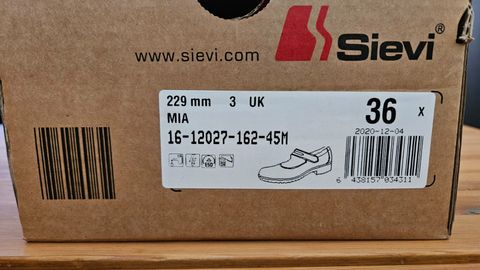 Sievi®
www.sievi.com
229 mm 3 UK
MIA
16-12027-162-45M
36 X
2020-12-04
6 438157 034311